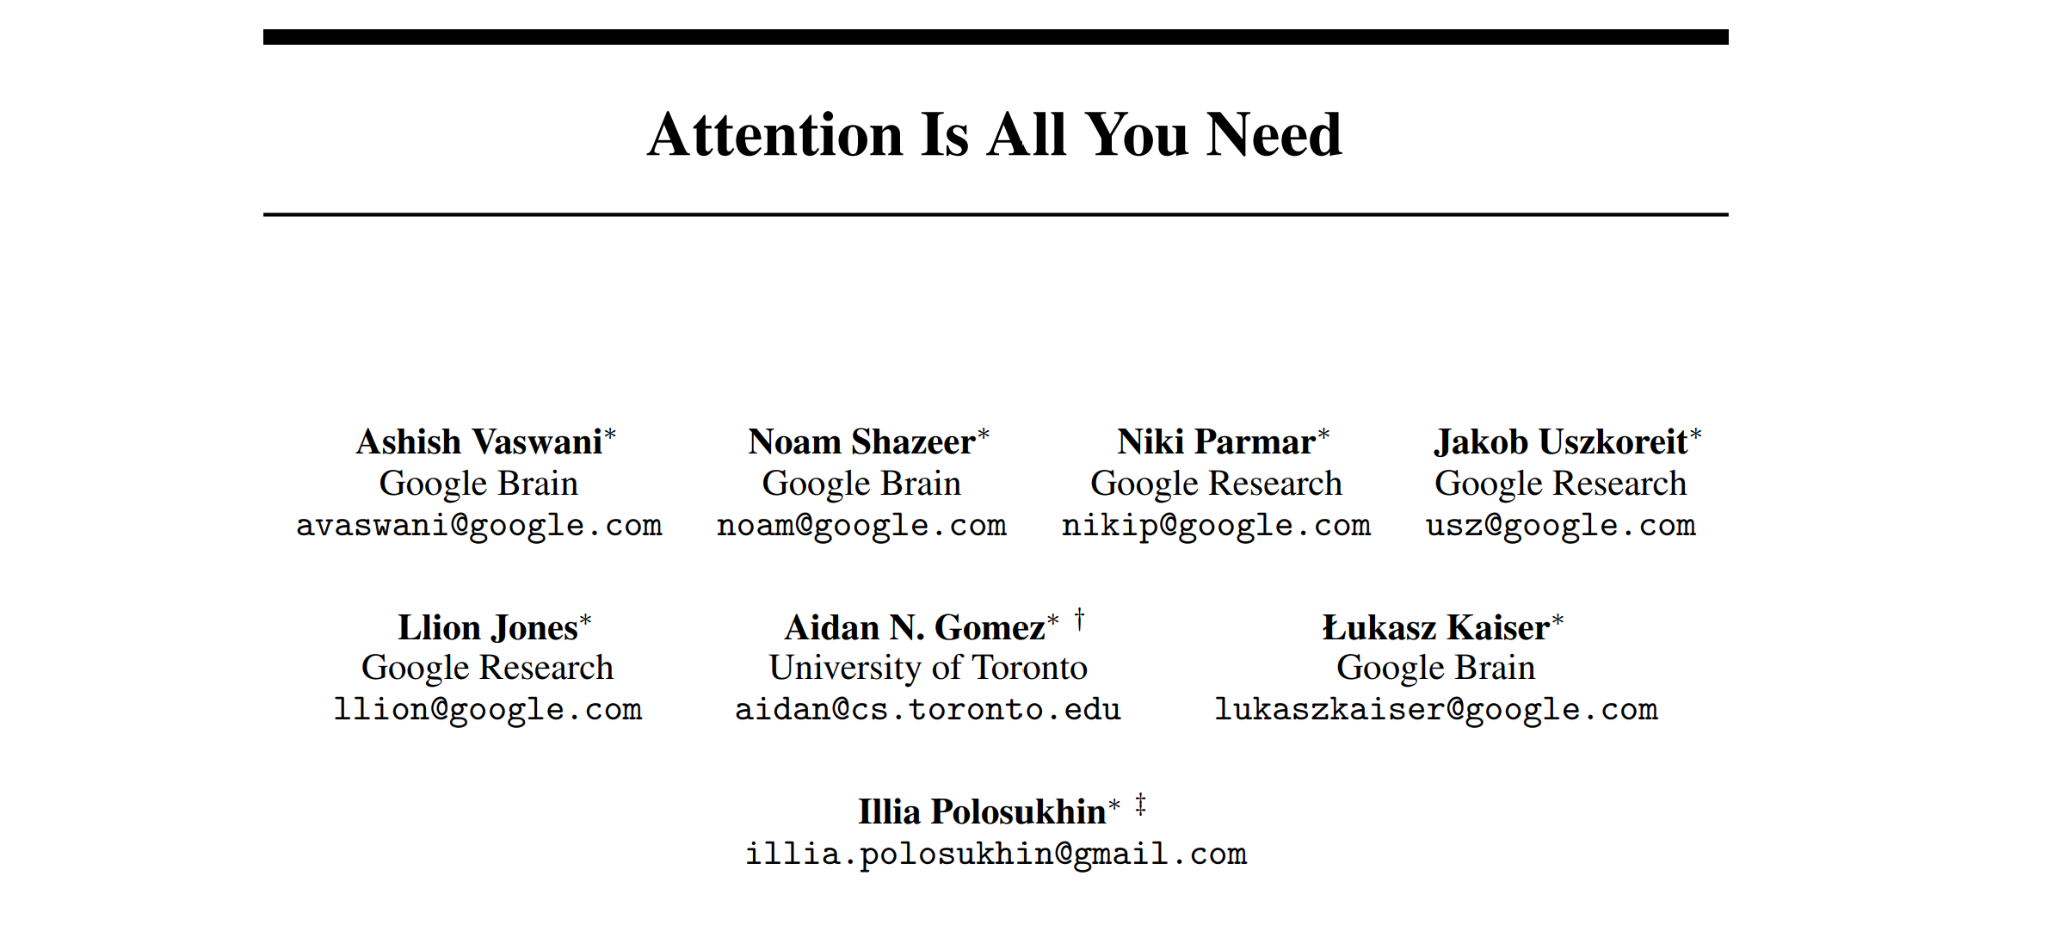 Attention Is All You Need
Ashish Vaswani* Noam Shazeer* Niki Parmar* Jakob Uszkoreit*
Google Brain Google Brain Google Research Google Research
avaswani@google.com noam@google.com nikip@google.com usz@google.com
Llion Jones* Aidan N. Gomez* † Łukasz Kaiser*
Google Research University of Toronto Google Brain
llion@google.com aidan@cs.toronto.edu lukaszkaiser@google.com
Illia Polosukhin* ‡
illia.polosukhin@gmail.com